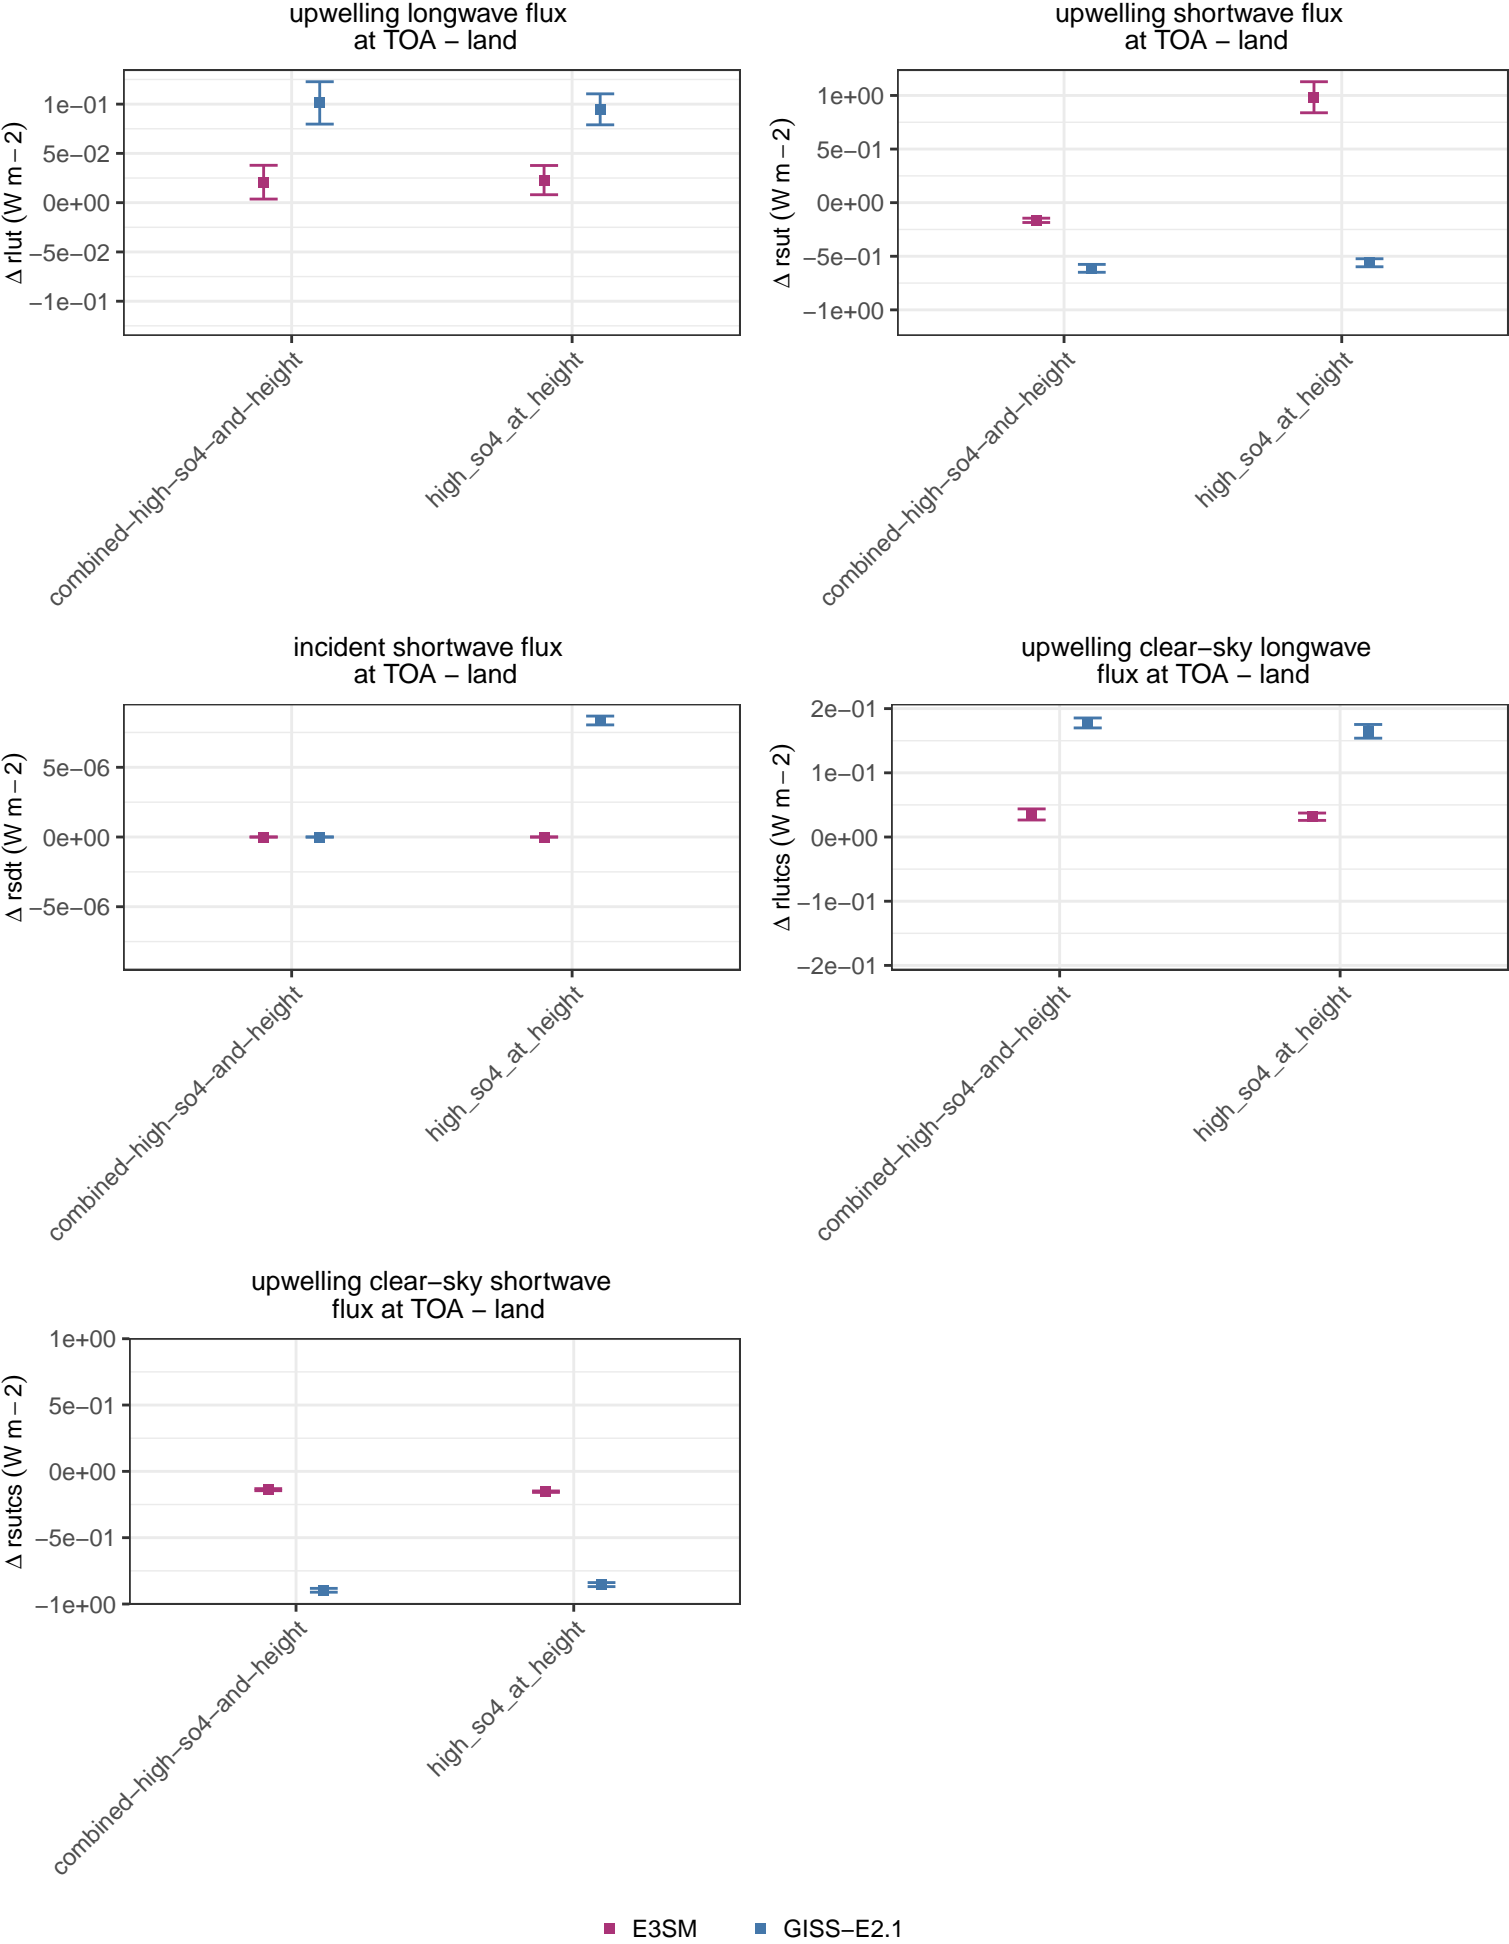 upwelling longwave flux
at TOA − land
Δ rlut (W m − 2)
1e−01
5e−02
0e+00
−5e−02
−1e−01
combined−high−so4−and−height
high_so4_at_height
upwelling shortwave flux
at TOA − land
Δ rsut (W m − 2)
1e+00
5e−01
0e+00
−5e−01
−1e+00
combined−high−so4−and−height
high_so4_at_height
incident shortwave flux
at TOA − land
Δ rsdt (W m − 2)
5e−06
0e+00
−5e−06
combined−high−so4−and−height
high_so4_at_height
upwelling clear−sky longwave
flux at TOA − land
Δ rlutcs (W m − 2)
2e−01
1e−01
0e+00
−1e−01
−2e−01
combined−high−so4−and−height
high_so4_at_height
upwelling clear−sky shortwave
flux at TOA − land
Δ rsutcs (W m − 2)
1e+00
5e−01
0e+00
−5e−01
−1e+00
combined−high−so4−and−height
high_so4_at_height
E3SM
GISS−E2.1